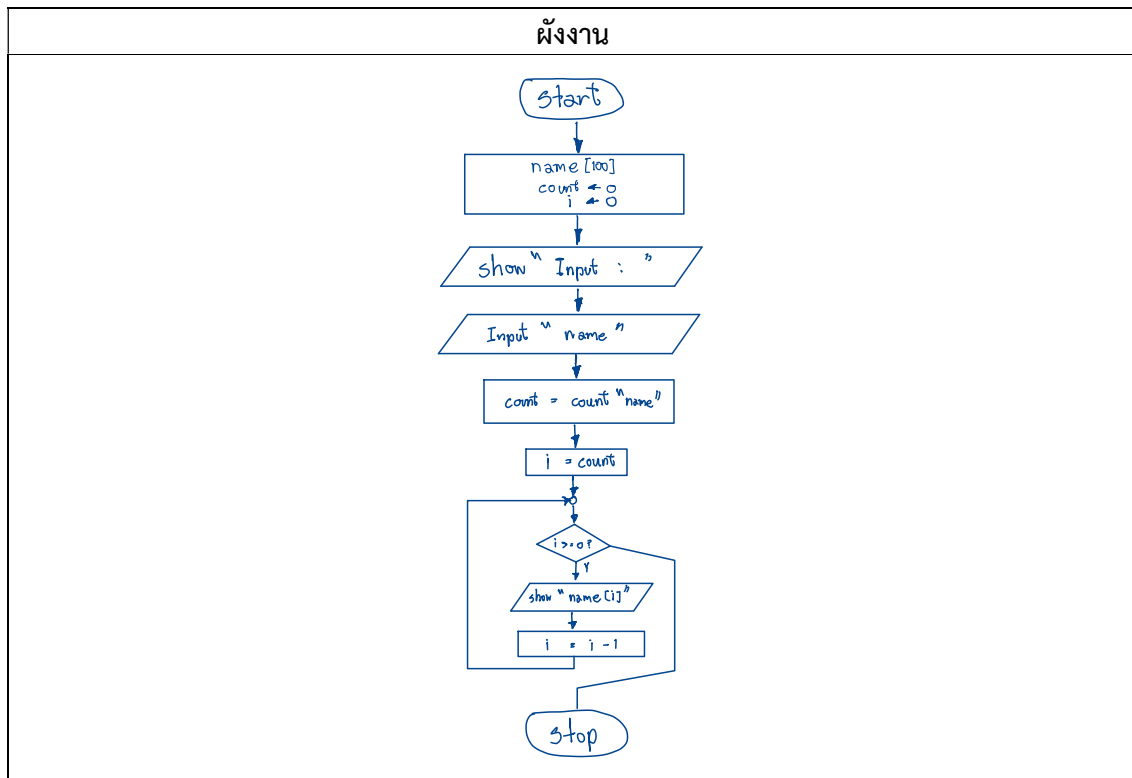 ผังงาน
start
name [100]
count ← 0
i ← 0
show " Input : "
Input " name "
count = count "name"
i = count
i >= 0?
Y
show " name [i] "
i = i - 1
stop